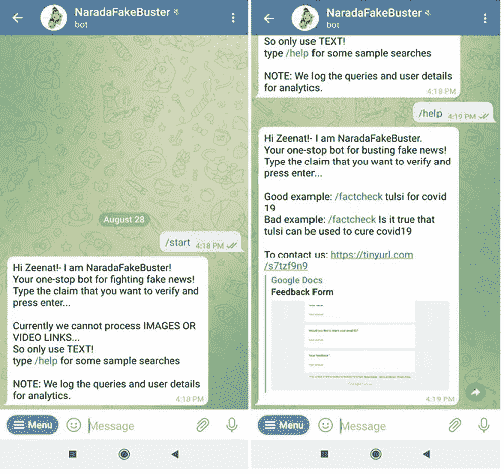 NaradaFakeBuster
bot
August 28
/start 4:18 PM
Hi Zeenat!- I am NaradaFakeBuster!
Your one-stop bot for fighting fake news!
Type the claim that you want to verify and
press enter...
Currently we cannot process IMAGES OR
VIDEO LINKS...
So only use TEXT!
type /help for some sample searches
NOTE: We log the queries and user details
for analytics. 4:18 PM
Menu
Message
NaradaFakeBuster
bot
So only use TEXT!
type /help for some sample searches
NOTE: We log the queries and user details
for analytics. 4:18 PM
/help 4:19 PM
Hi Zeenat!- I am NaradaFakeBuster.
Your one-stop bot for busting fake news!
Type the claim that you want to verify and
press enter...
Good example: /factcheck tulsi for covid
19
Bad example: /factcheck Is it true that
tulsi can be used to cure covid19
To contact us: https://tinyurl.com
/s7tzf9n9
Google Docs
Feedback Form
4:19 PM
Menu
Message